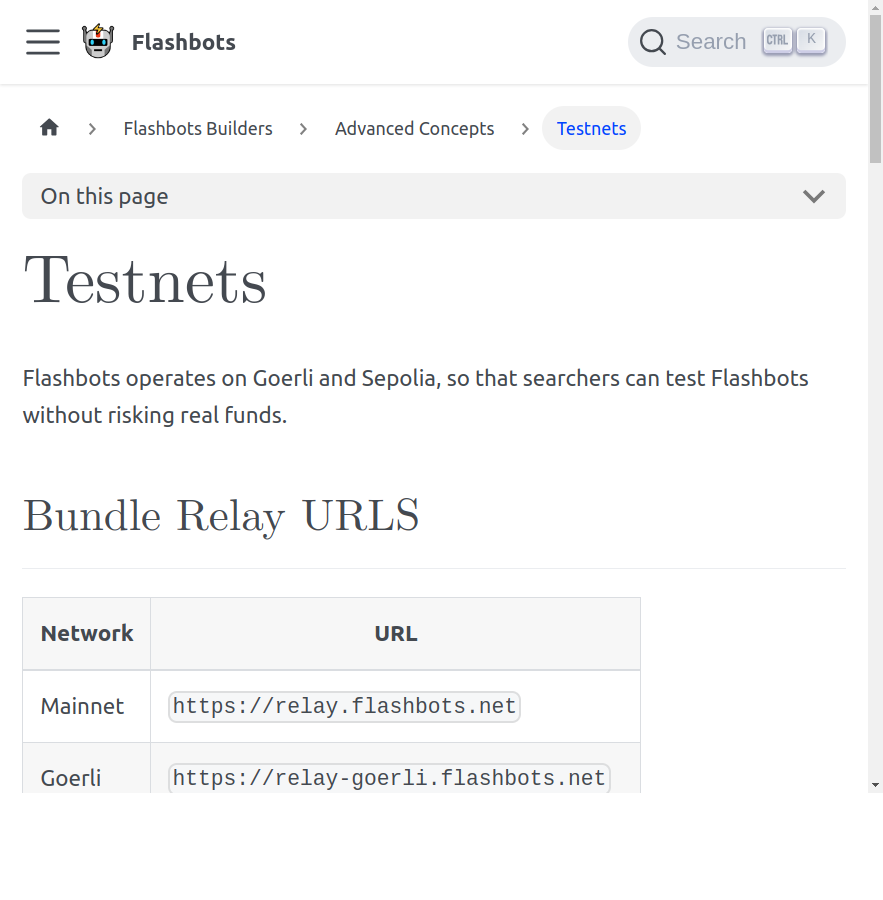 Flashbots
Search CTRL K
Flashbots Builders
Advanced Concepts
Testnets
On this page
Testnets
Flashbots operates on Goerli and Sepolia, so that searchers can test Flashbots
without risking real funds.
Bundle Relay URLS
Network URL
Mainnet https://relay.flashbots.net
Goerli https://relay-goerli.flashbots.net